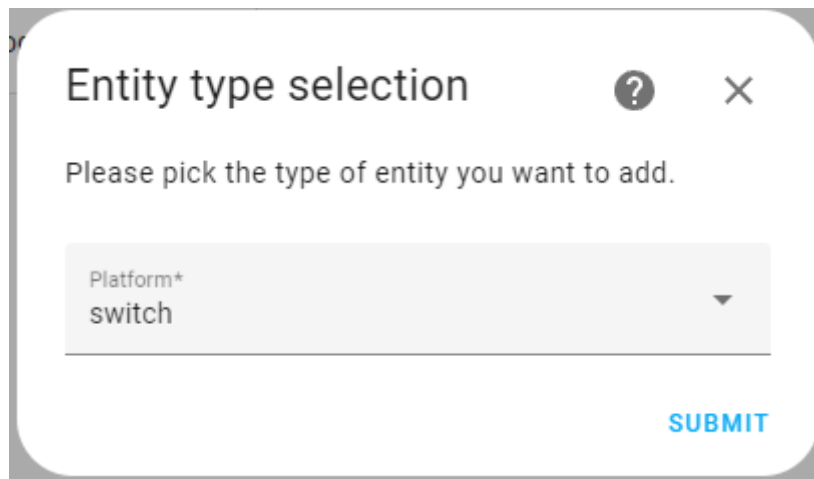 Entity type selection
Please pick the type of entity you want to add.
Platform*
switch
SUBMIT